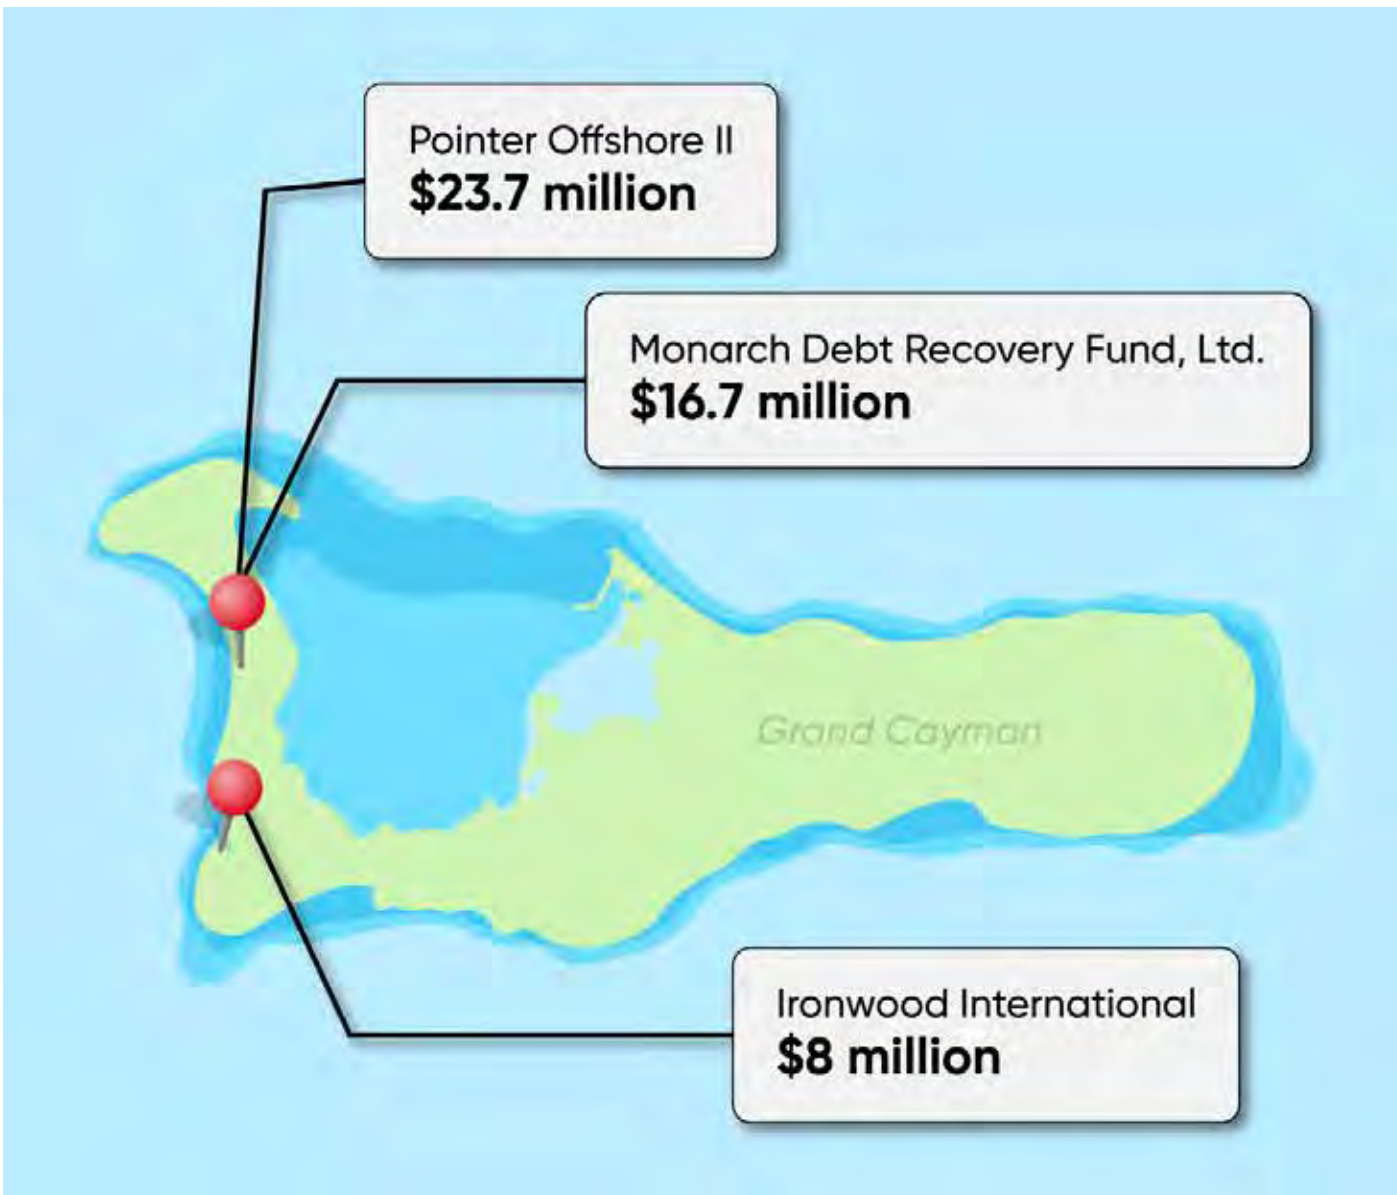 Pointer Offshore II
$23.7 million
Monarch Debt Recovery Fund, Ltd.
$16.7 million
Grand Cayman
Ironwood International
$8 million